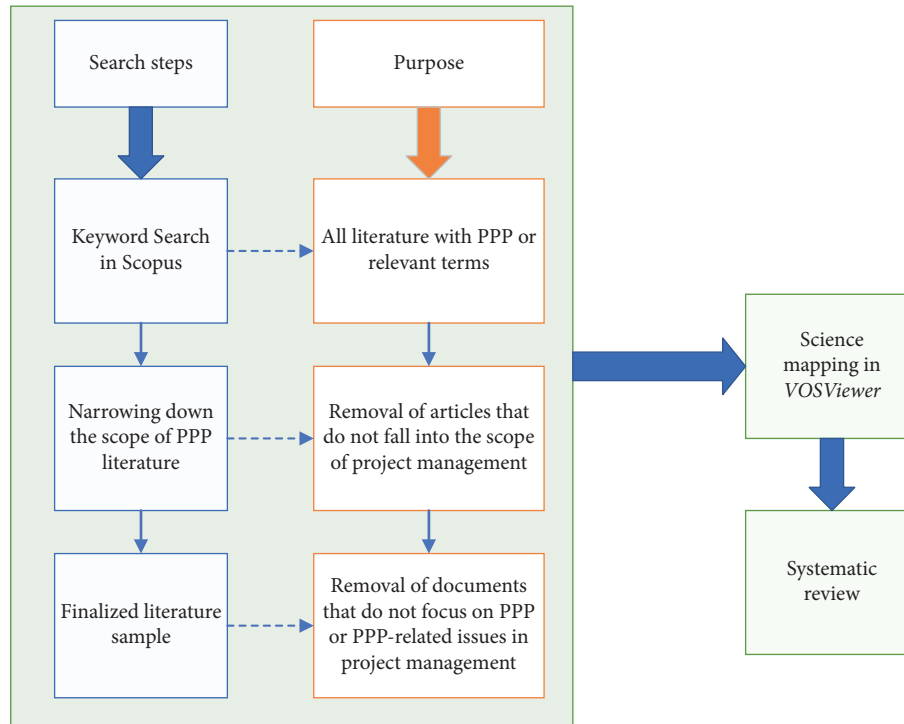 Search steps
Purpose
Keyword Search
in Scopus
All literature with PPP or
relevant terms
Narrowing down
the scope of PPP
literature
Removal of articles that
do not fall into the scope
of project management
Finalized literature
sample
Removal of documents
that do not focus on PPP
or PPP-related issues in
project management
Science
mapping in
VOSViewer
Systematic
review